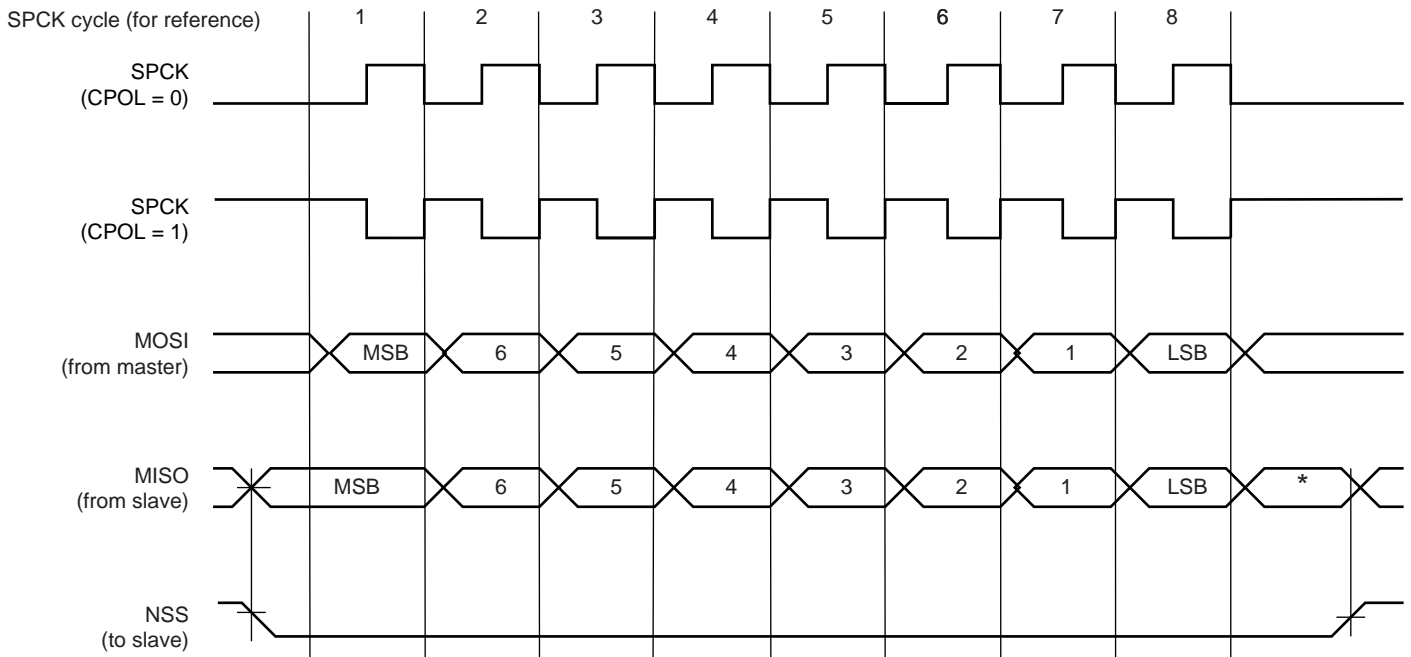 SPCK cycle (for reference) 1 2 3 4 5 6 7 8
SPCK
(CPOL = 0)
SPCK
(CPOL = 1)
MOSI
(from master)
MSB 6 5 4 3 2 1 LSB
MISO
(from slave)
MSB 6 5 4 3 2 1 LSB *
NSS
(to slave)